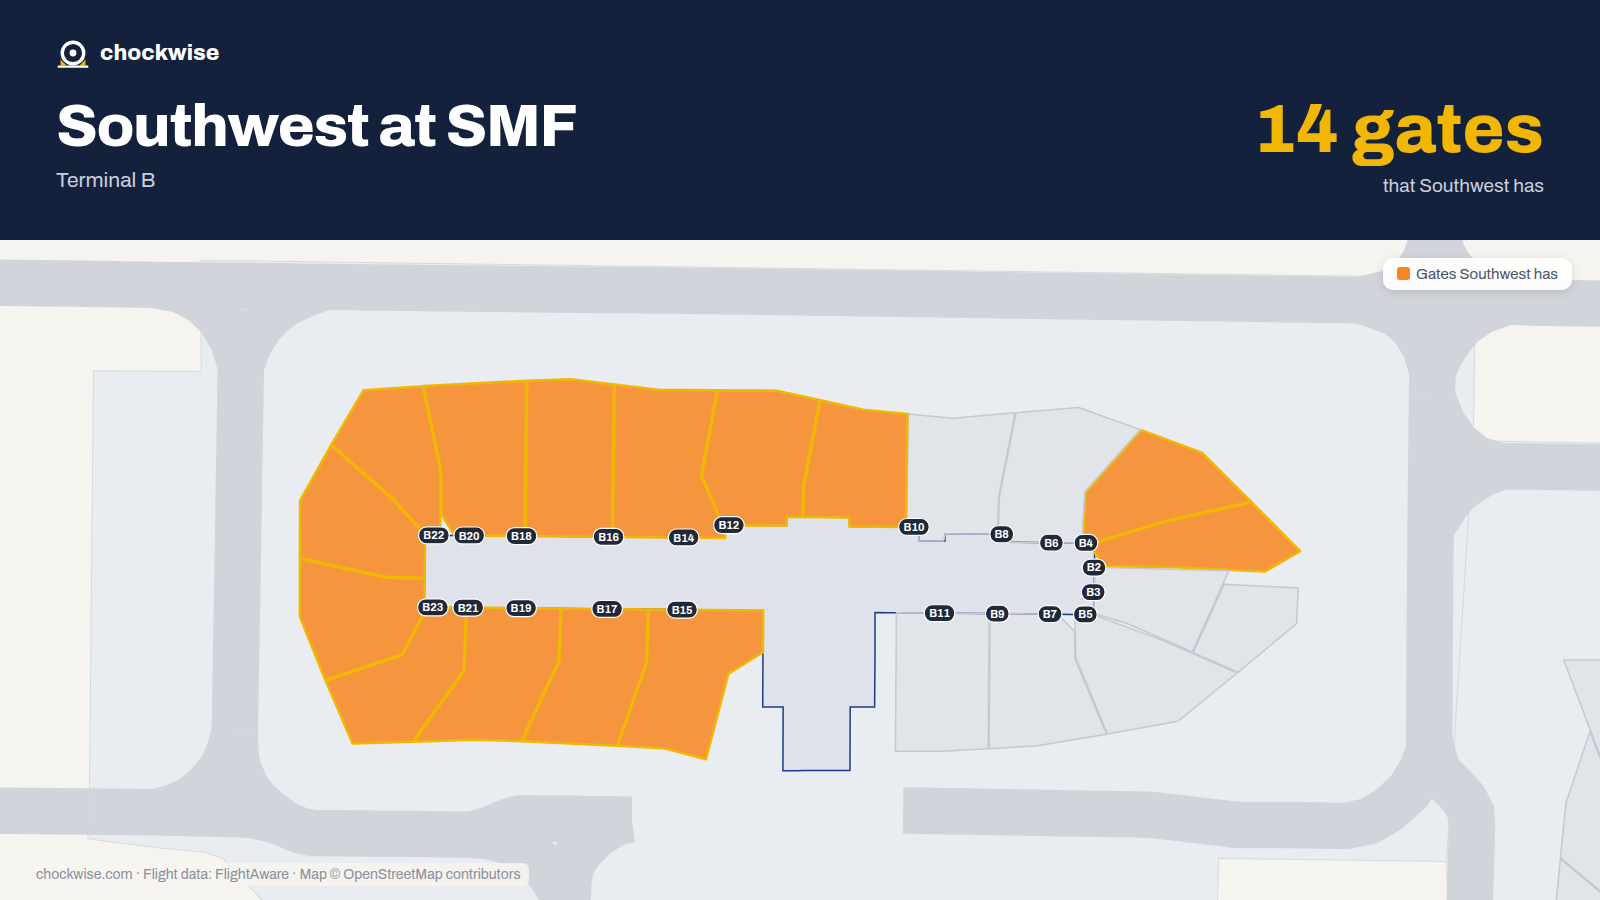 chockwise
Southwest at SMF
Terminal B
14 gates
that Southwest has
Gates Southwest has
B22 B20 B18 B16 B14 B12 B10 B8 B6 B4
B2
B3
B23 B21 B19 B17 B15 B11 B9 B7 B5
chockwise.com · Flight data: FlightAware · Map © OpenStreetMap contributors